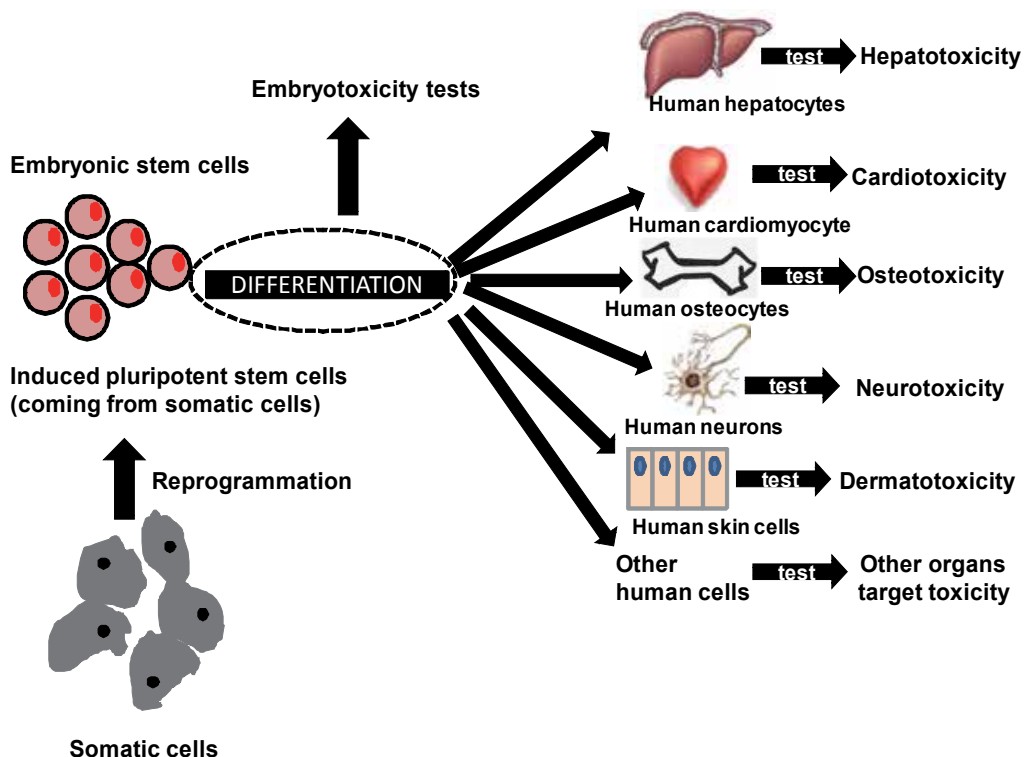 Embryotoxicity tests
Embryonic stem cells
DIFFERENTIATION
Induced pluripotent stem cells
(coming from somatic cells)
Reprogrammation
Somatic cells
Human hepatocytes
test
Hepatotoxicity
Human cardiomyocyte
test
Cardiotoxicity
Human osteocytes
test
Osteotoxicity
Human neurons
test
Neurotoxicity
Human skin cells
test
Dermatotoxicity
Other
human cells
test
Other organs
target toxicity